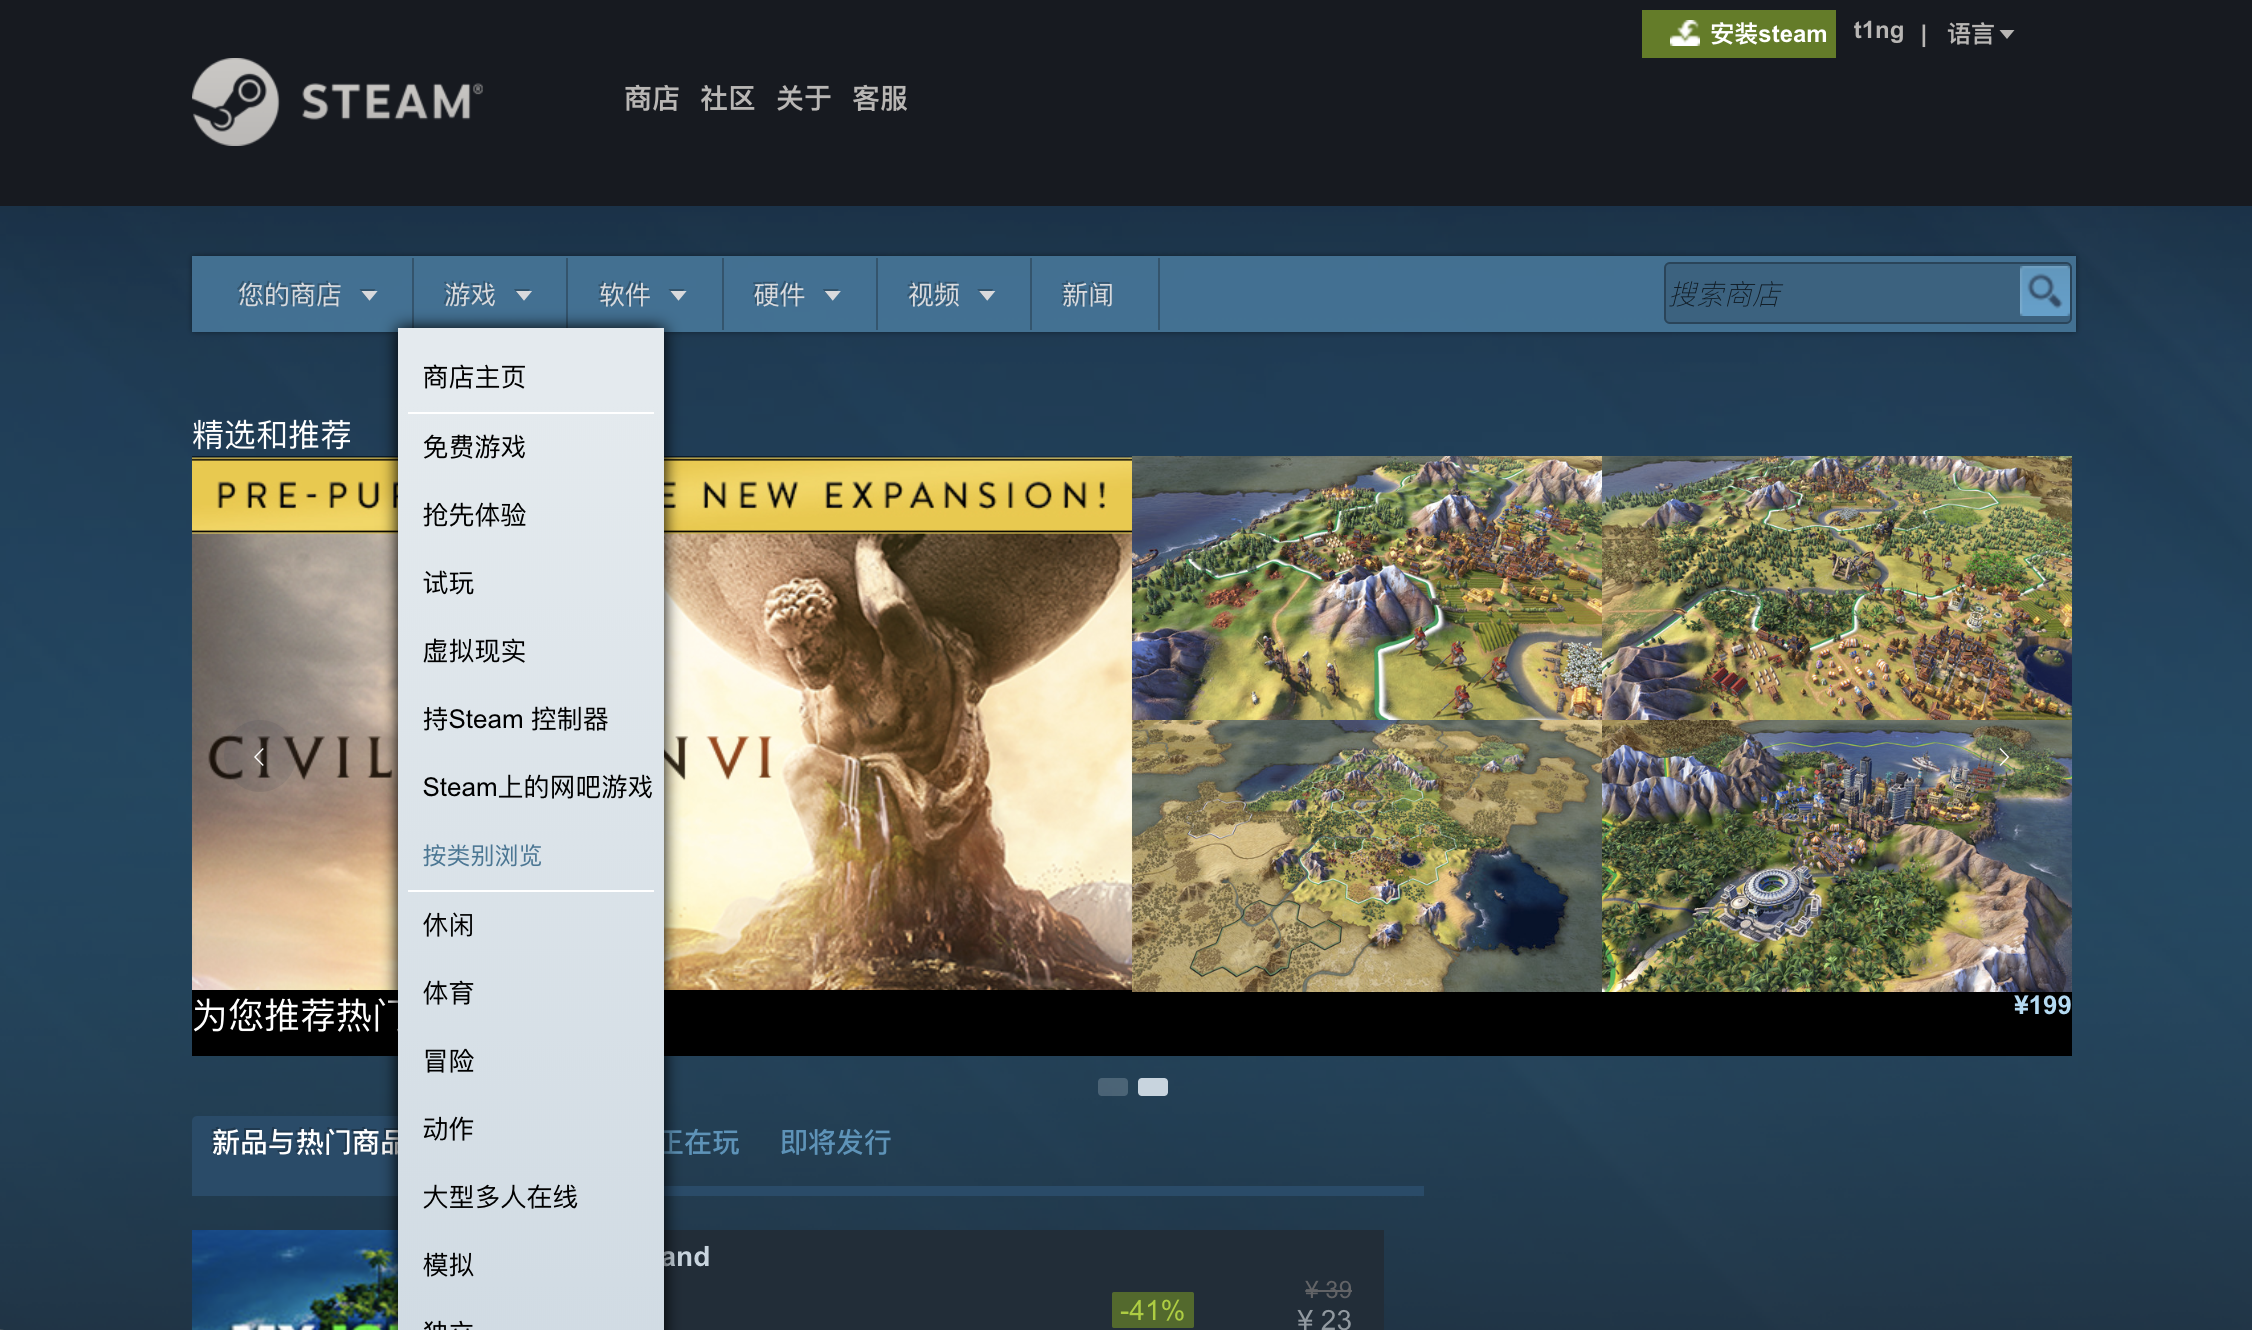 安装steam t1ng | 语言
STEAM®
商店 社区 关于 客服
您的商店 游戏 软件 硬件 视频 新闻 搜索商店
商店主页
精选和推荐
免费游戏
PRE-PU E NEW EXPANSION!
抢先体验
试玩
虚拟现实
持Steam 控制器
CIVIL N VI
Steam上的网吧游戏
按类别浏览
休闲
体育
为您推荐热门 ¥199
冒险
动作
新品与热门商品 正在玩 即将发行
大型多人在线
模拟
and
-41% ¥ 39
¥ 23
独立